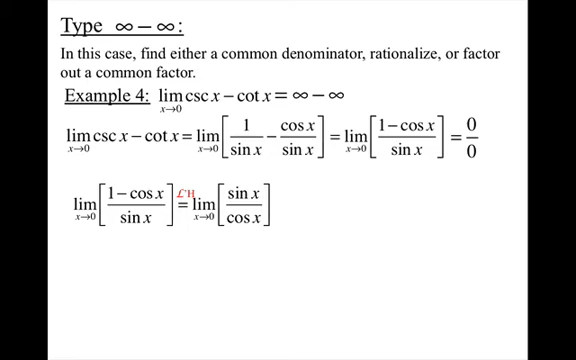 Type ∞ − ∞:
In this case, find either a common denominator, rationalize, or factor
out a common factor.
Example 4: lim x→0 csc x − cot x = ∞ − ∞
lim x→0 csc x − cot x = lim x→0 [1/sin x − cos x/sin x] = lim x→0 [1 − cos x/sin x] = 0/0
lim x→0 [1 − cos x/sin x] L'H = lim x→0 [sin x/cos x]